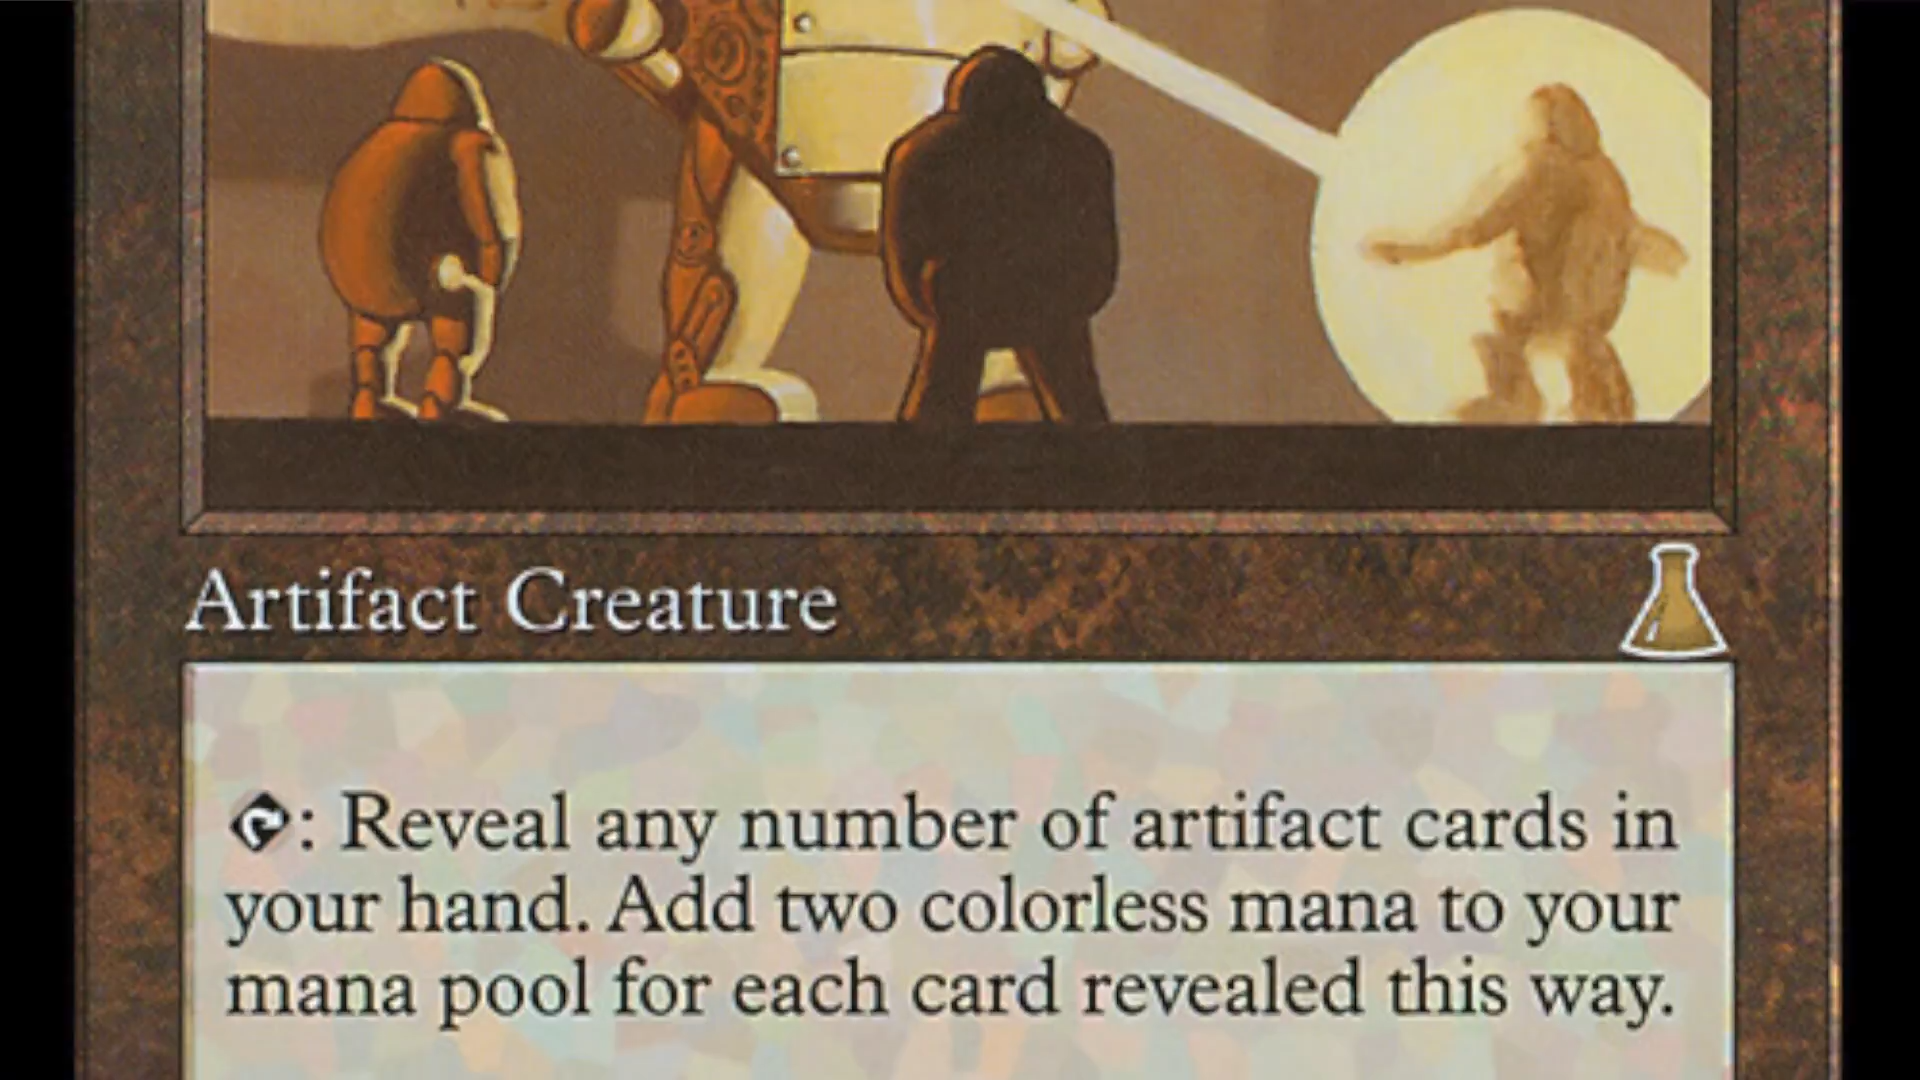 Artifact Creature
: Reveal any number of artifact cards in
your hand. Add two colorless mana to your
mana pool for each card revealed this way.